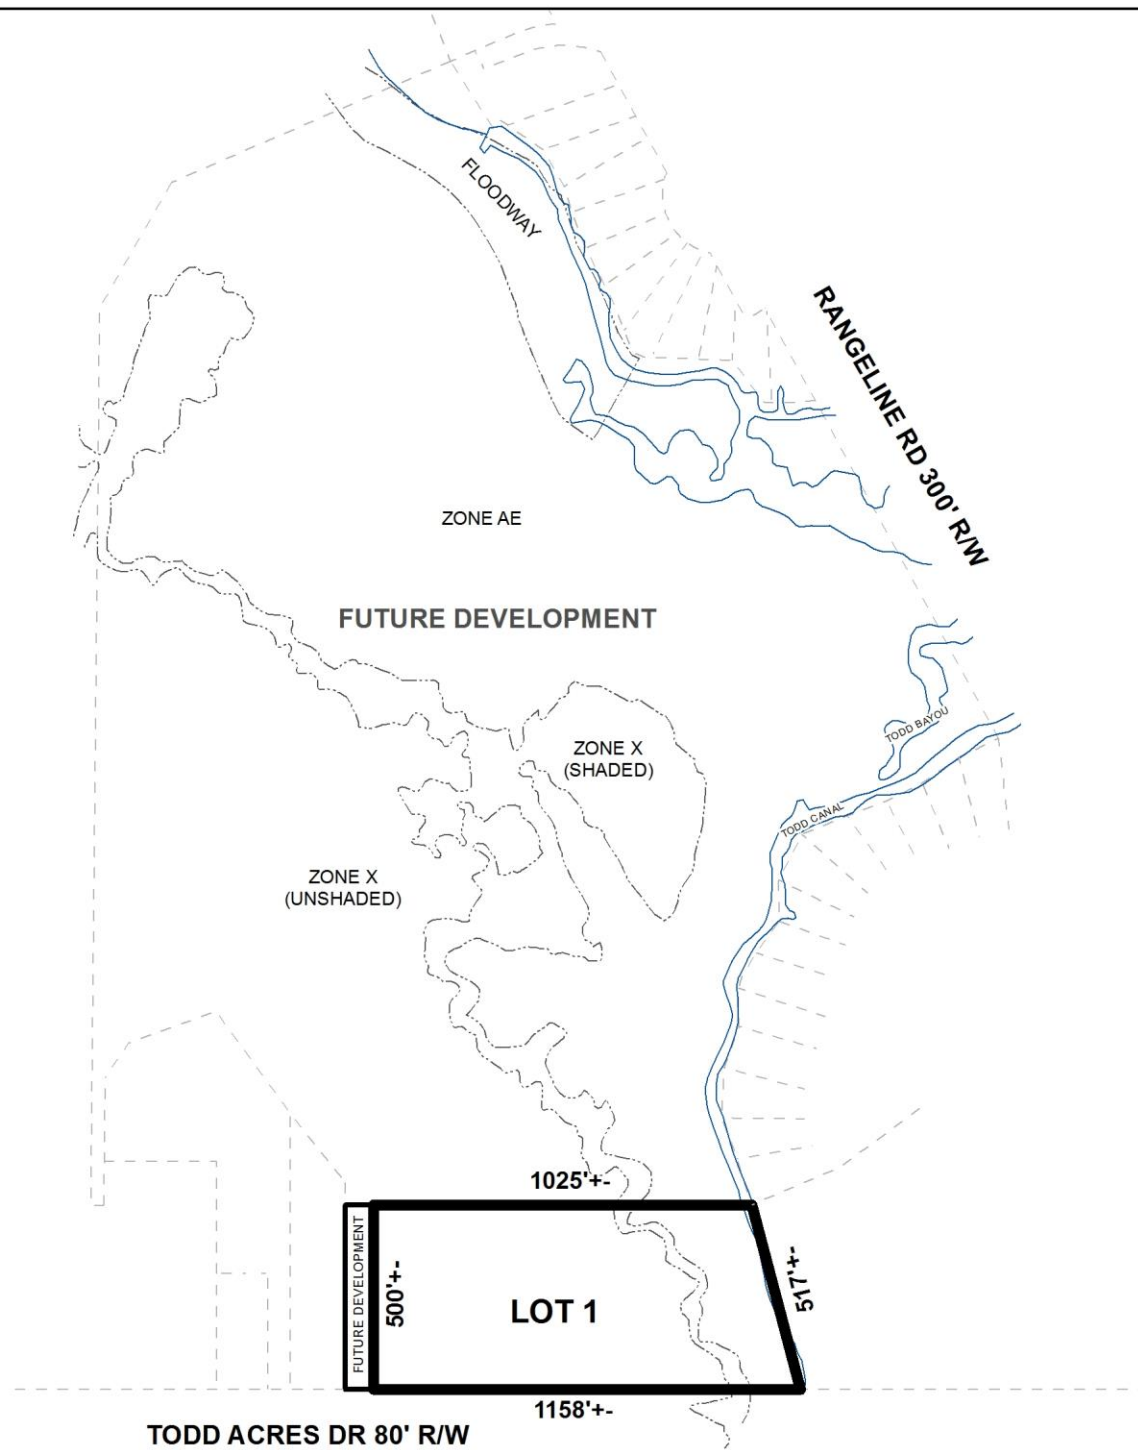 FLOODWAY
RANGELINE RD 300' R/W
ZONE AE
FUTURE DEVELOPMENT
TODD BAYOU
ZONE X
(SHADED)
TODD CANAL
ZONE X
(UNSHADED)
1025'+-
FUTURE DEVELOPMENT
500'+-
LOT 1
517'+-
1158'+-
TODD ACRES DR 80' R/W